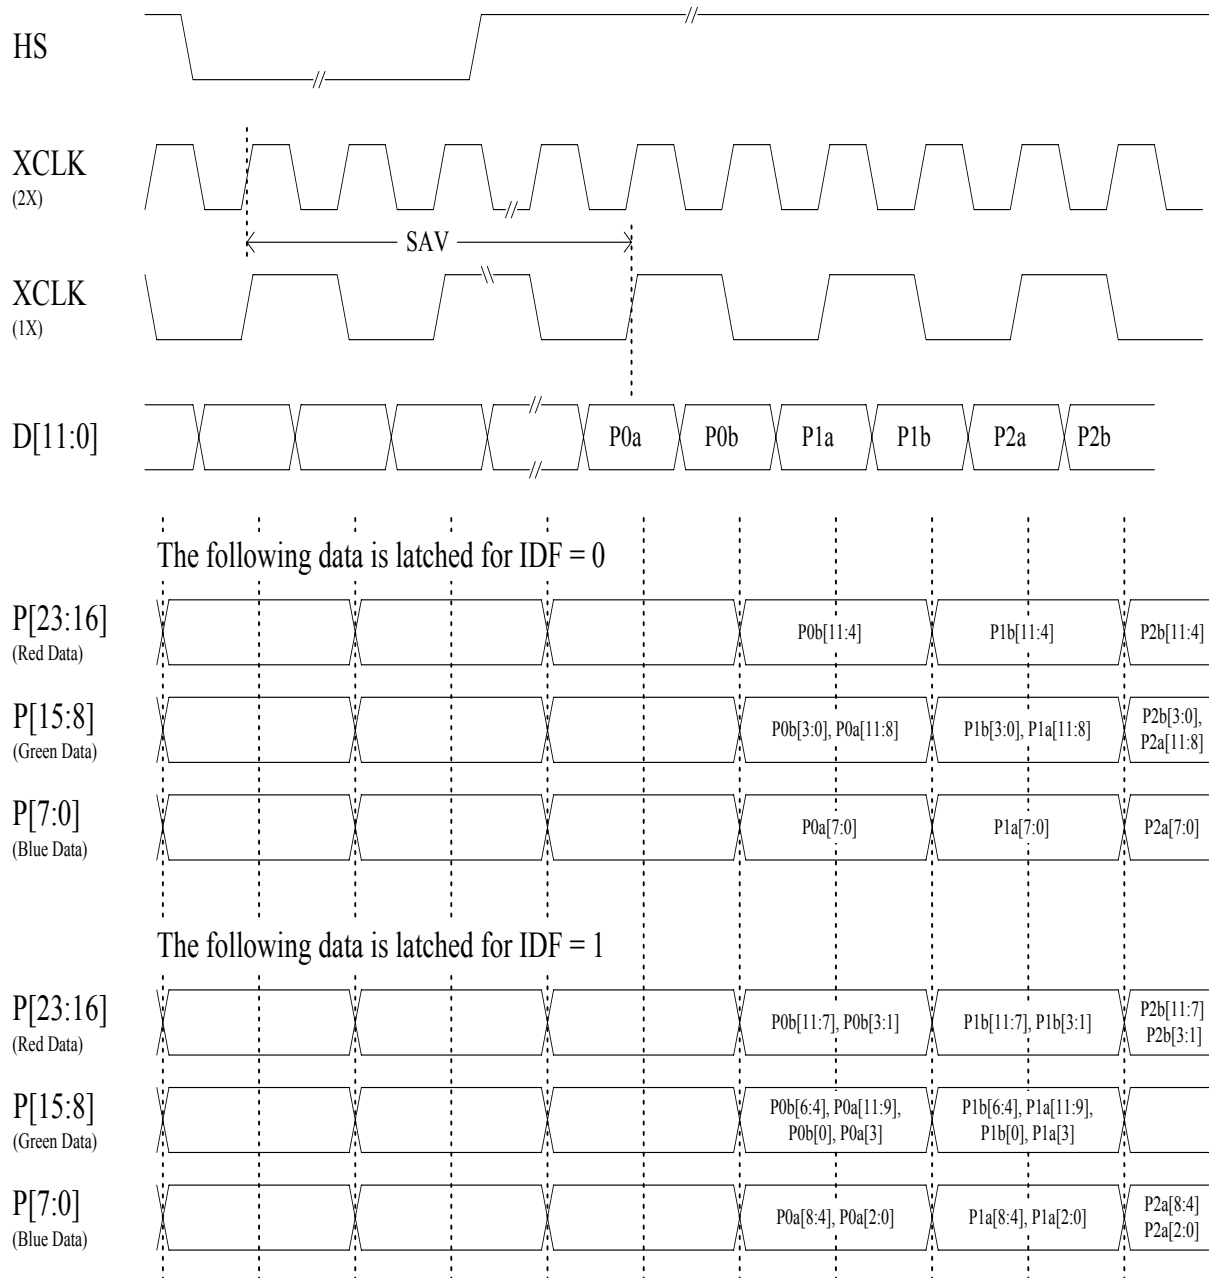 HS
XCLK
(2X)
SAV
XCLK
(1X)
D[11:0]
P0a P0b P1a P1b P2a P2b
The following data is latched for IDF = 0
P[23:16]
(Red Data)
P0b[11:4] P1b[11:4] P2b[11:4]
P[15:8]
(Green Data)
P0b[3:0], P0a[11:8] P1b[3:0], P1a[11:8] P2b[3:0],
P2a[11:8]
P[7:0]
(Blue Data)
P0a[7:0] P1a[7:0] P2a[7:0]
The following data is latched for IDF = 1
P[23:16]
(Red Data)
P0b[11:7], P0b[3:1] P1b[11:7], P1b[3:1] P2b[11:7]
P2b[3:1]
P[15:8]
(Green Data)
P0b[6:4], P0a[11:9], P1b[6:4], P1a[11:9],
P0b[0], P0a[3] P1b[0], P1a[3]
P[7:0]
(Blue Data)
P0a[8:4], P0a[2:0] P1a[8:4], P1a[2:0] P2a[8:4]
P2a[2:0]